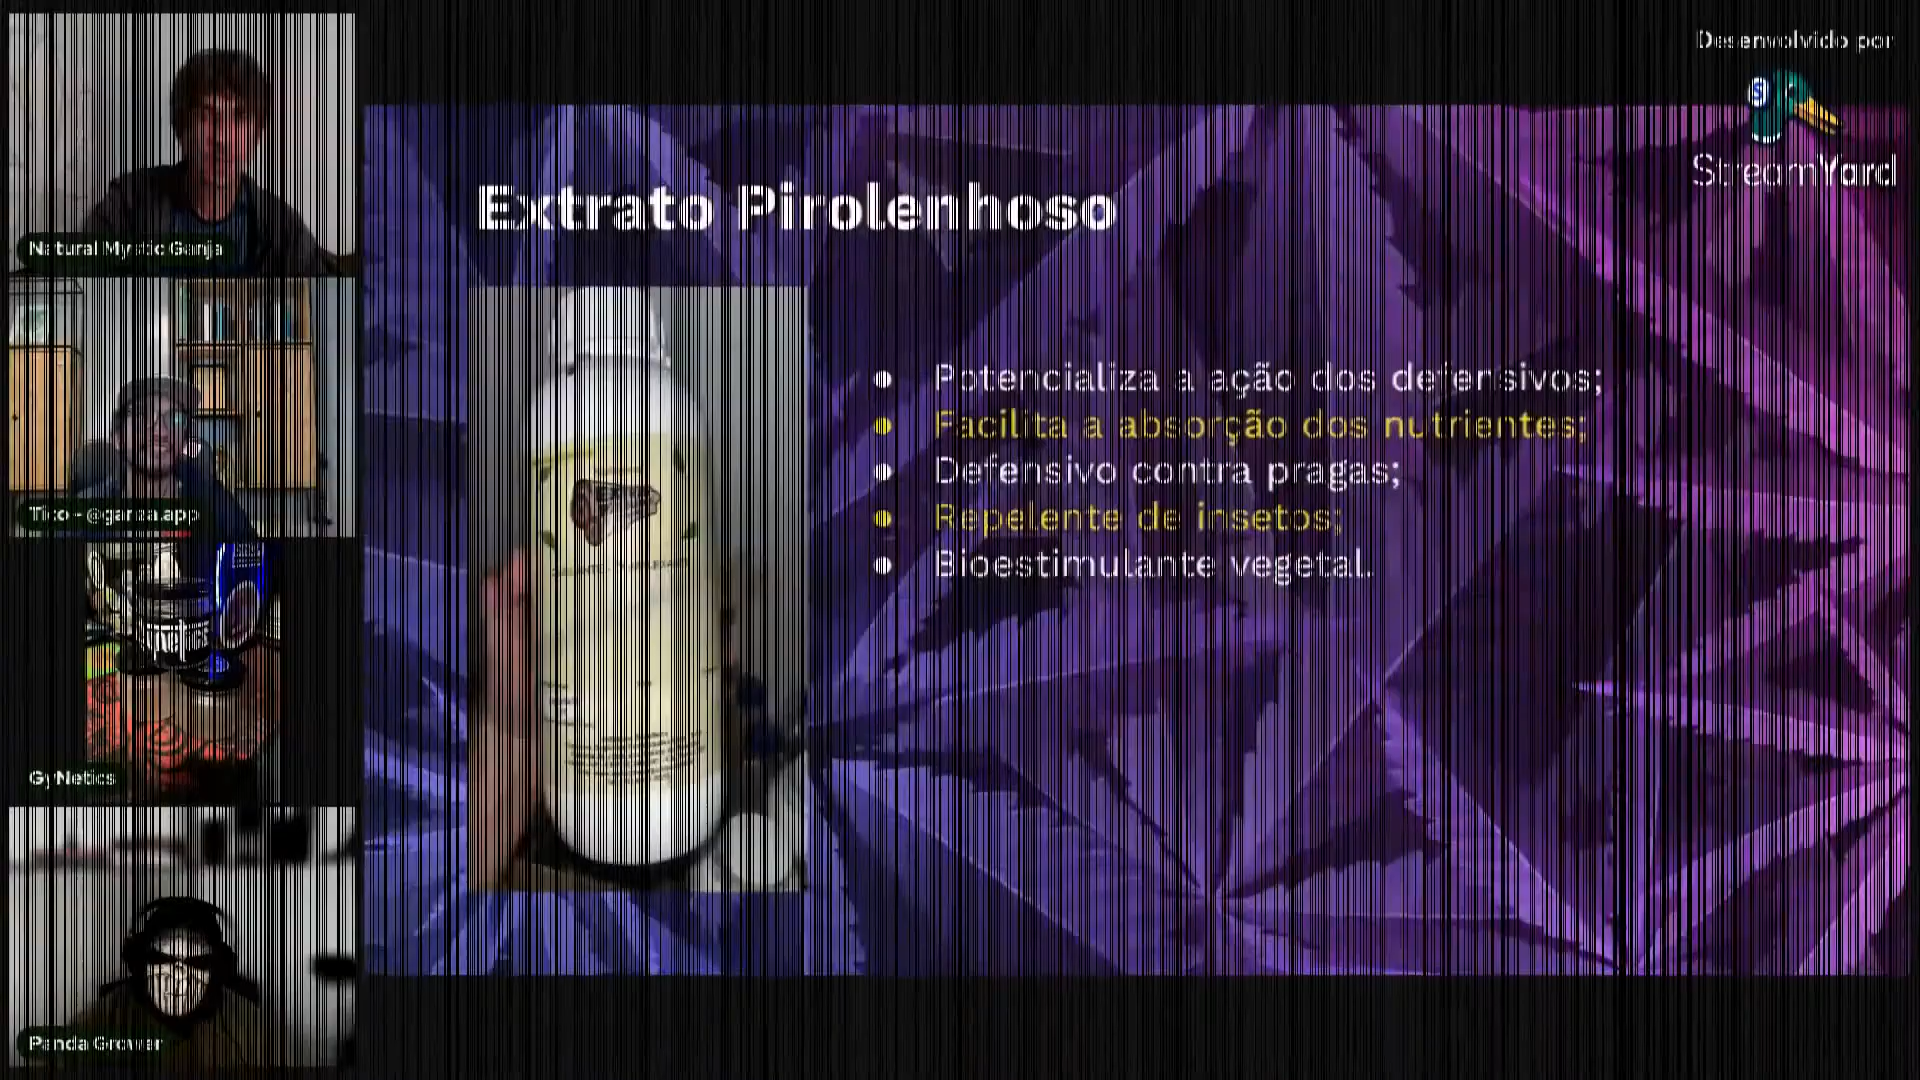 Desenvolvido por
StreamYard
Natural Mystic Ganja
Tico - @ganza.app
GyNetics
Panda Grower
Extrato Pirolenhoso
Potencializa a ação dos defensivos;
Facilita a absorção dos nutrientes;
Defensivo contra pragas;
Repelente de insetos;
Bioestimulante vegetal.